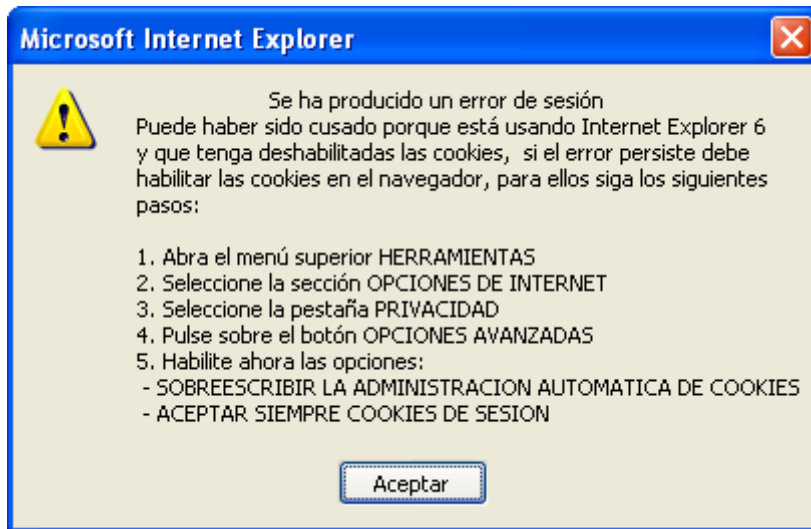 Microsoft Internet Explorer
Se ha producido un error de sesión
Puede haber sido cusado porque está usando Internet Explorer 6
y que tenga deshabilitadas las cookies, si el error persiste debe
habilitar las cookies en el navegador, para ellos siga los siguientes
pasos:
1. Abra el menú superior HERRAMIENTAS
2. Seleccione la sección OPCIONES DE INTERNET
3. Seleccione la pestaña PRIVACIDAD
4. Pulse sobre el botón OPCIONES AVANZADAS
5. Habilite ahora las opciones:
- SOBREESCRIBIR LA ADMINISTRACION AUTOMATICA DE COOKIES
- ACEPTAR SIEMPRE COOKIES DE SESION
Aceptar